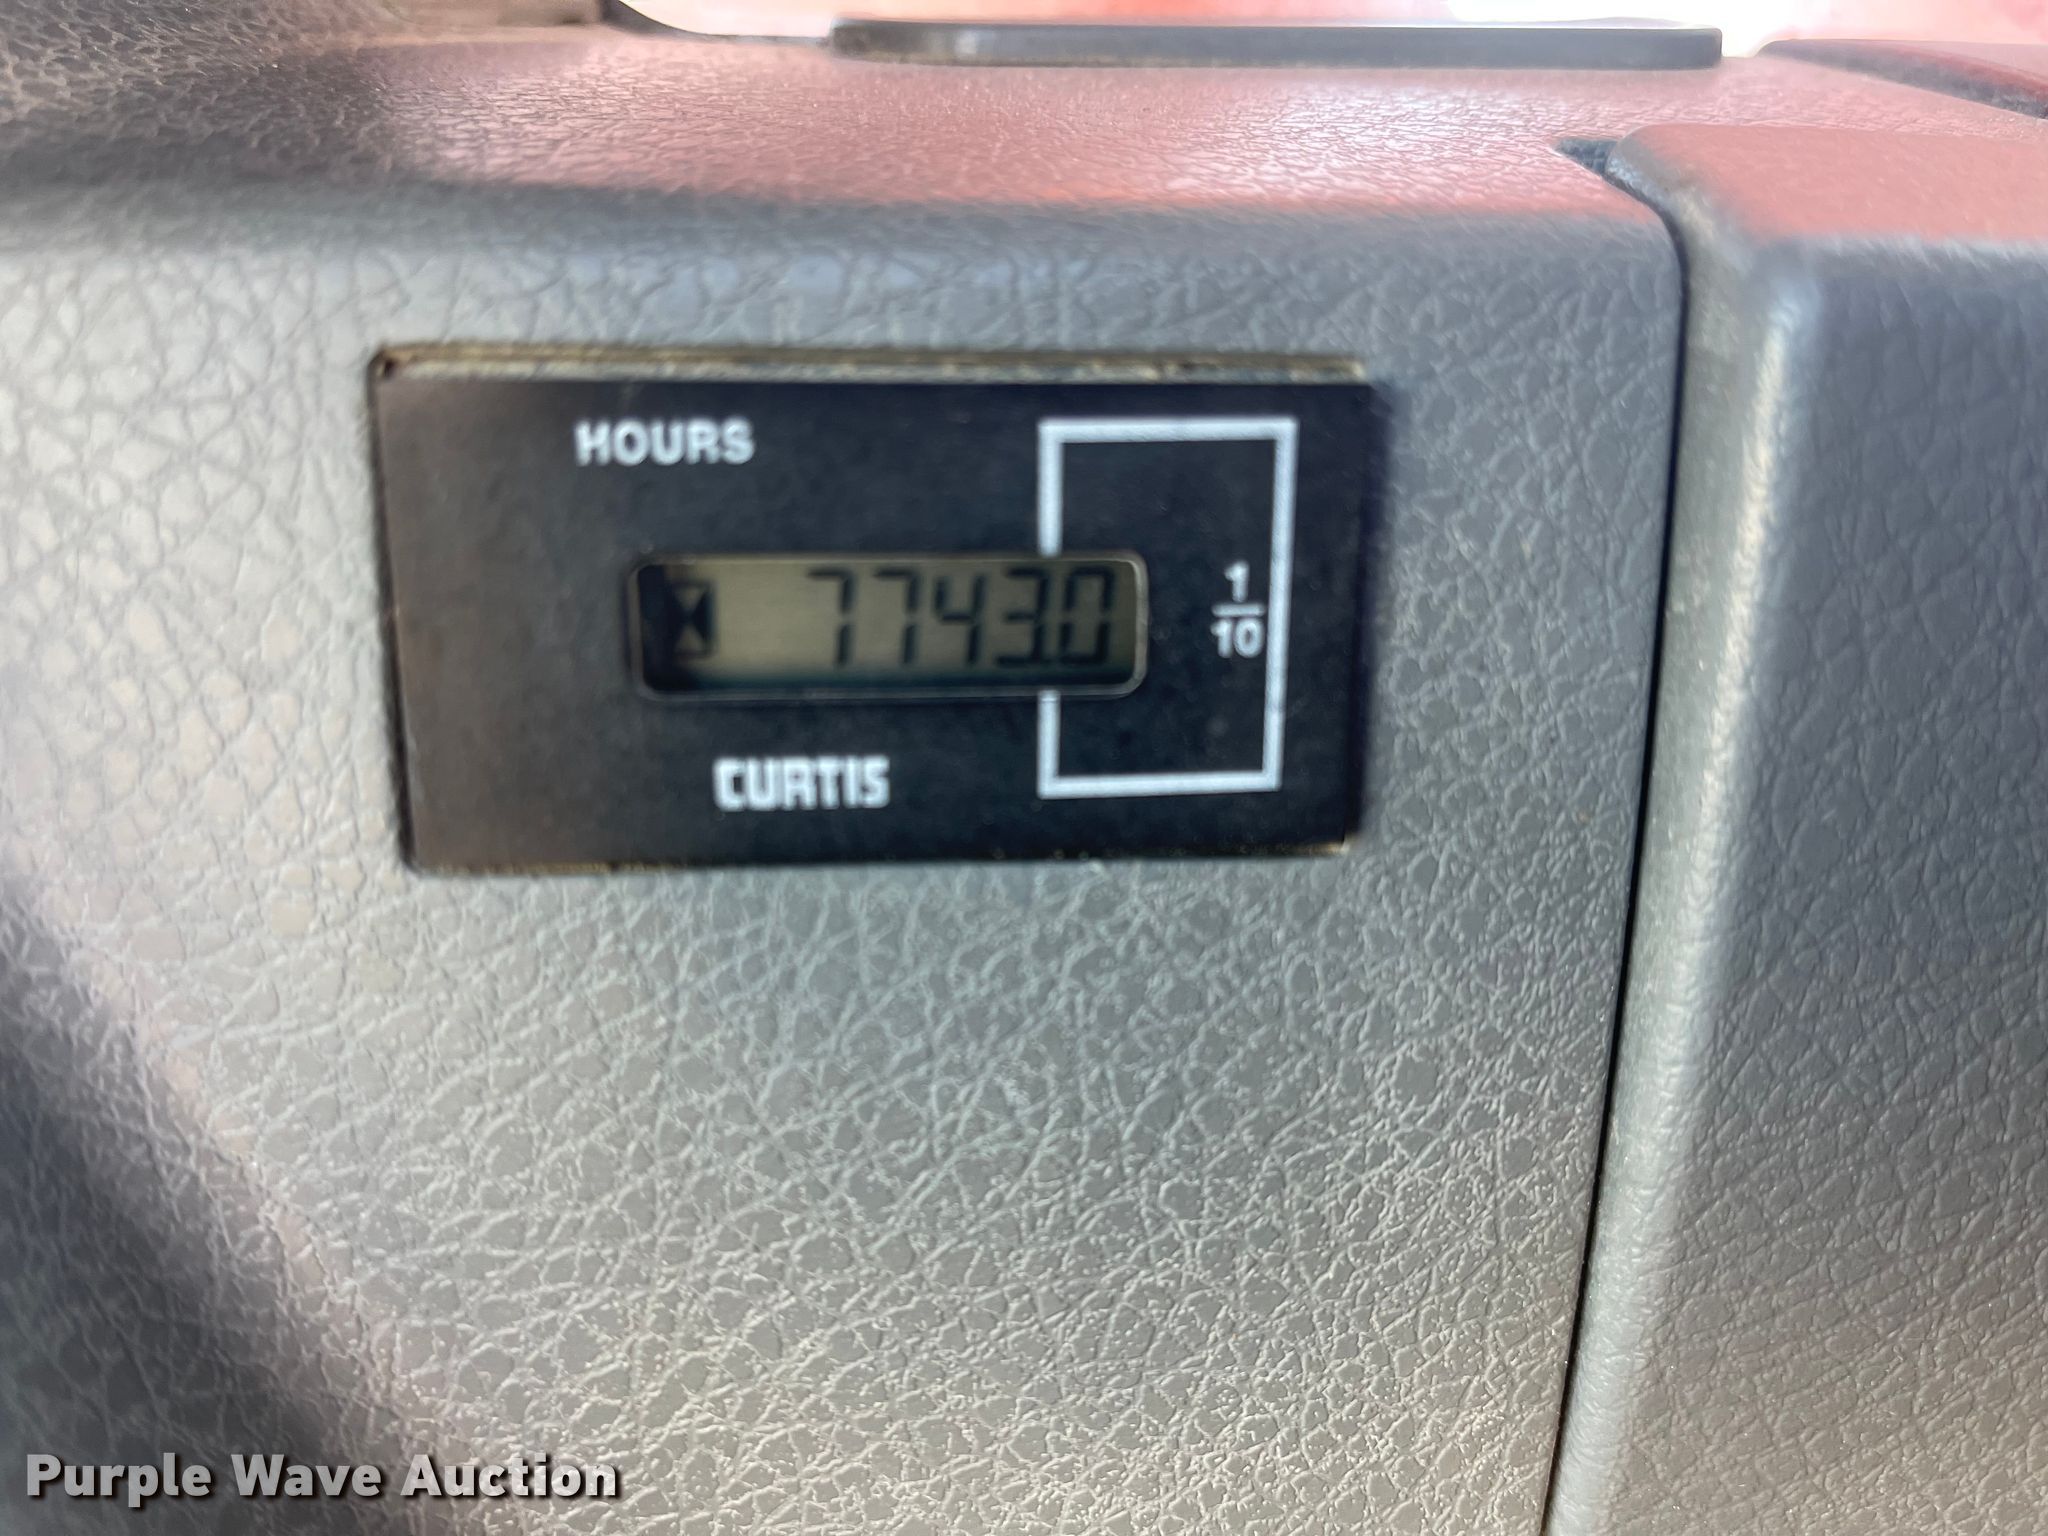 HOURS
7743.0
1
10
CURTIS
Purple Wave Auction